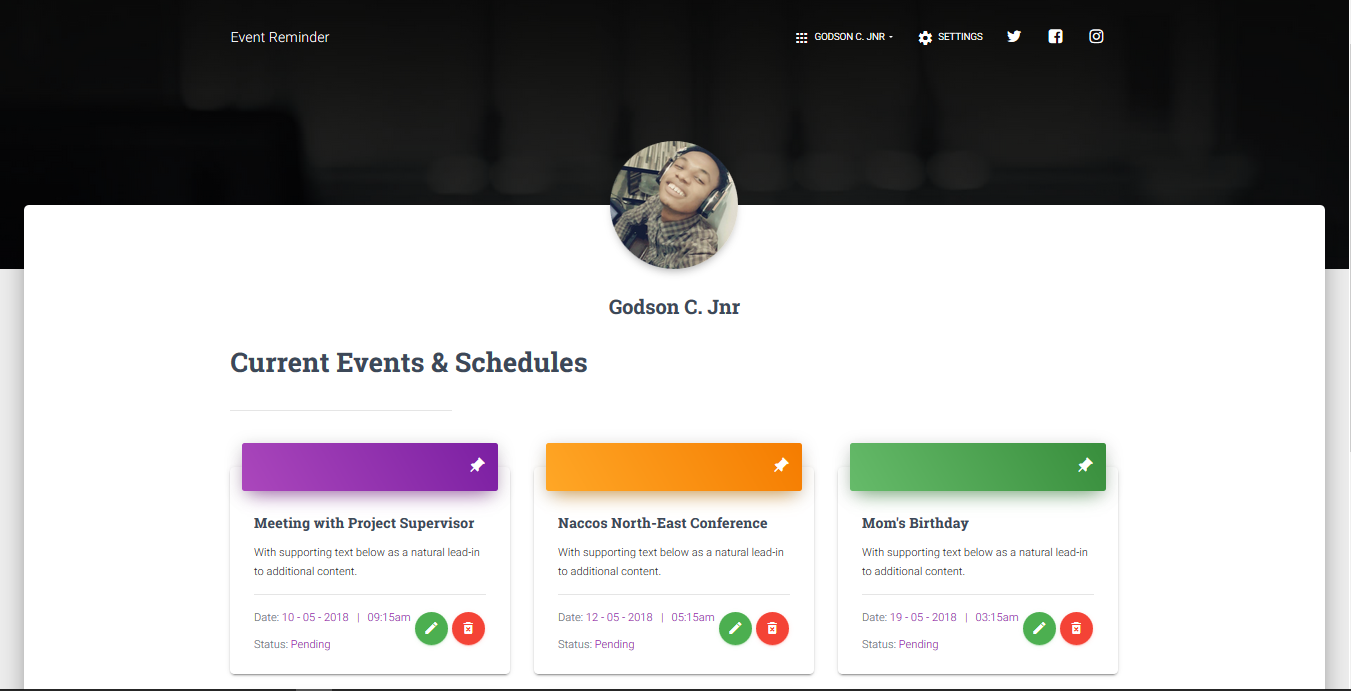 Event Reminder
GODSON C. JNR
SETTINGS
Godson C. Jnr
Current Events & Schedules
Meeting with Project Supervisor
With supporting text below as a natural lead-in
to additional content.
Date: 10 - 05 - 2018 | 09:15am
Status: Pending
Naccos North-East Conference
With supporting text below as a natural lead-in
to additional content.
Date: 12 - 05 - 2018 | 05:15am
Status: Pending
Mom's Birthday
With supporting text below as a natural lead-in
to additional content.
Date: 19 - 05 - 2018 | 03:15am
Status: Pending